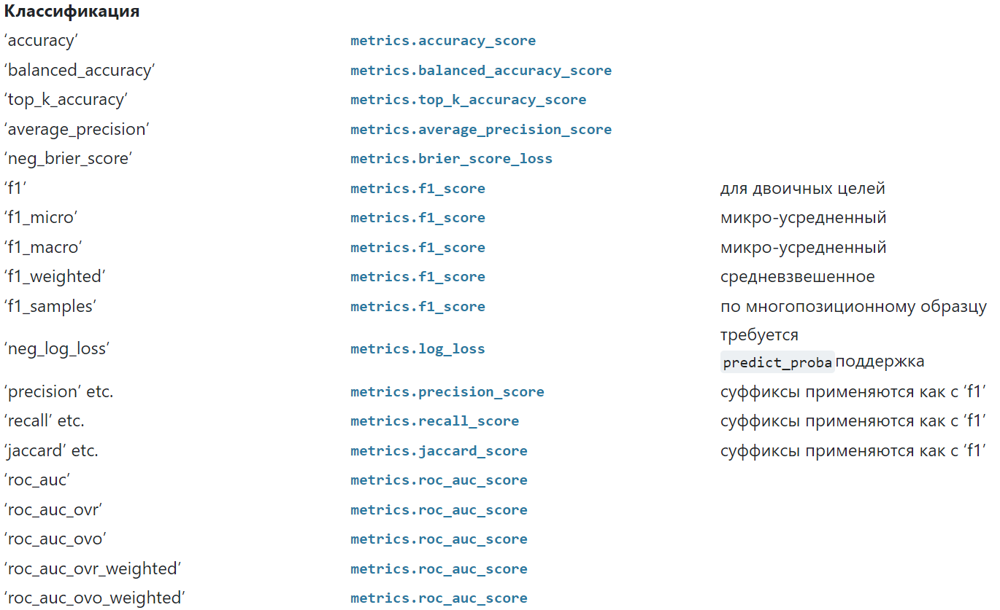 Классификация
‘accuracy’ metrics.accuracy_score
‘balanced_accuracy’ metrics.balanced_accuracy_score
‘top_k_accuracy’ metrics.top_k_accuracy_score
‘average_precision’ metrics.average_precision_score
‘neg_brier_score’ metrics.brier_score_loss
‘f1’ metrics.f1_score для двоичных целей
‘f1_micro’ metrics.f1_score микро-усредненный
‘f1_macro’ metrics.f1_score микро-усредненный
‘f1_weighted’ metrics.f1_score средневзвешенное
‘f1_samples’ metrics.f1_score по многопозиционному образцу
‘neg_log_loss’ metrics.log_loss требуется
predict_proba поддержка
‘precision’ etc. metrics.precision_score суффиксы применяются как с ‘f1’
‘recall’ etc. metrics.recall_score суффиксы применяются как с ‘f1’
‘jaccard’ etc. metrics.jaccard_score суффиксы применяются как с ‘f1’
‘roc_auc’ metrics.roc_auc_score
‘roc_auc_ovr’ metrics.roc_auc_score
‘roc_auc_ovo’ metrics.roc_auc_score
‘roc_auc_ovr_weighted’ metrics.roc_auc_score
‘roc_auc_ovo_weighted’ metrics.roc_auc_score